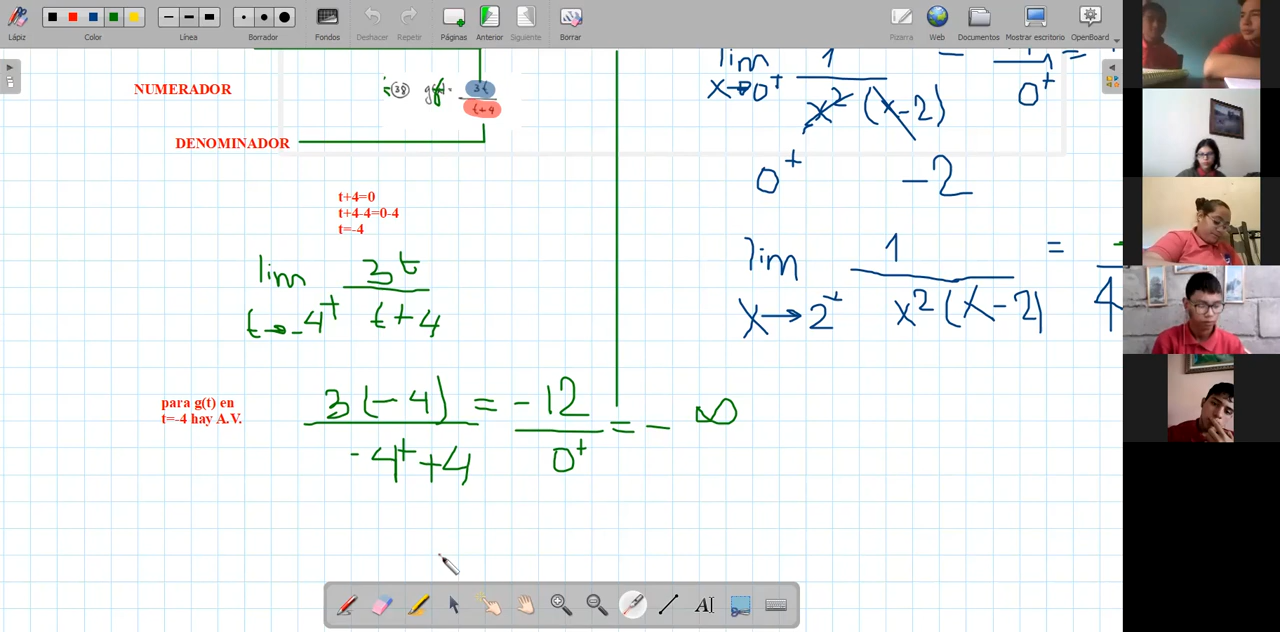 Lápiz Color Línea Borrador Fondos Deshacer Repetir Páginas Anterior Siguiente Borrar Pizarra Web Documentos Mostrar escritorio OpenBoard
NUMERADOR
3t
t+4
DENOMINADOR
t+4=0
t+4-4=0-4
t=-4
lim 3t
t→-4⁺ t+4
para g(t) en
t=-4 hay A.V.
3(-4) = -12 = - ∞
-4⁺+4 0⁺
lim 1
x→0⁺ x²(x-2) 0⁺
0⁺ -2
lim 1 =
x→2⁺ x²(x-2) 4